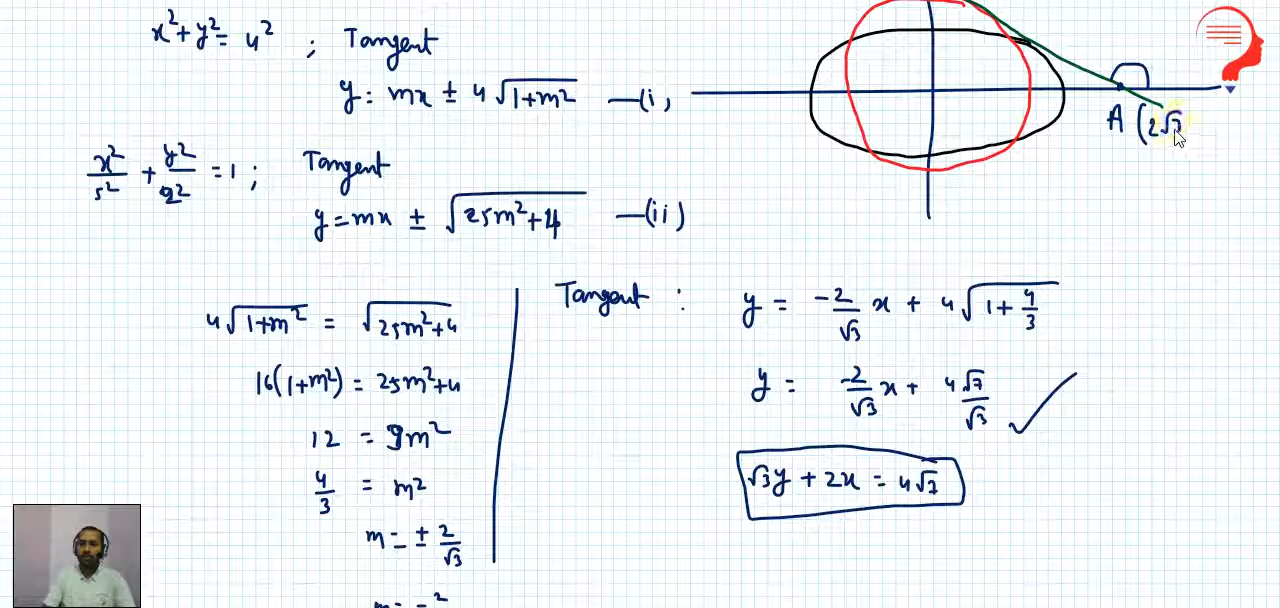 x² + y² = 4² ; Tangent
y = mx ± 4√(1+m²) —(i)
x²/5² + y²/2² = 1 ; Tangent
y = mx ± √(25m²+4) —(ii)
A (2√7
4√(1+m²) = √(25m²+4)
16(1+m²) = 25m²+4
12 = 9m²
4/3 = m²
m = ± 2/√3
Tangent : y = -2/√3 x + 4√(1+4/3)
y = -2/√3 x + 4√7/√3
√3y + 2x = 4√7